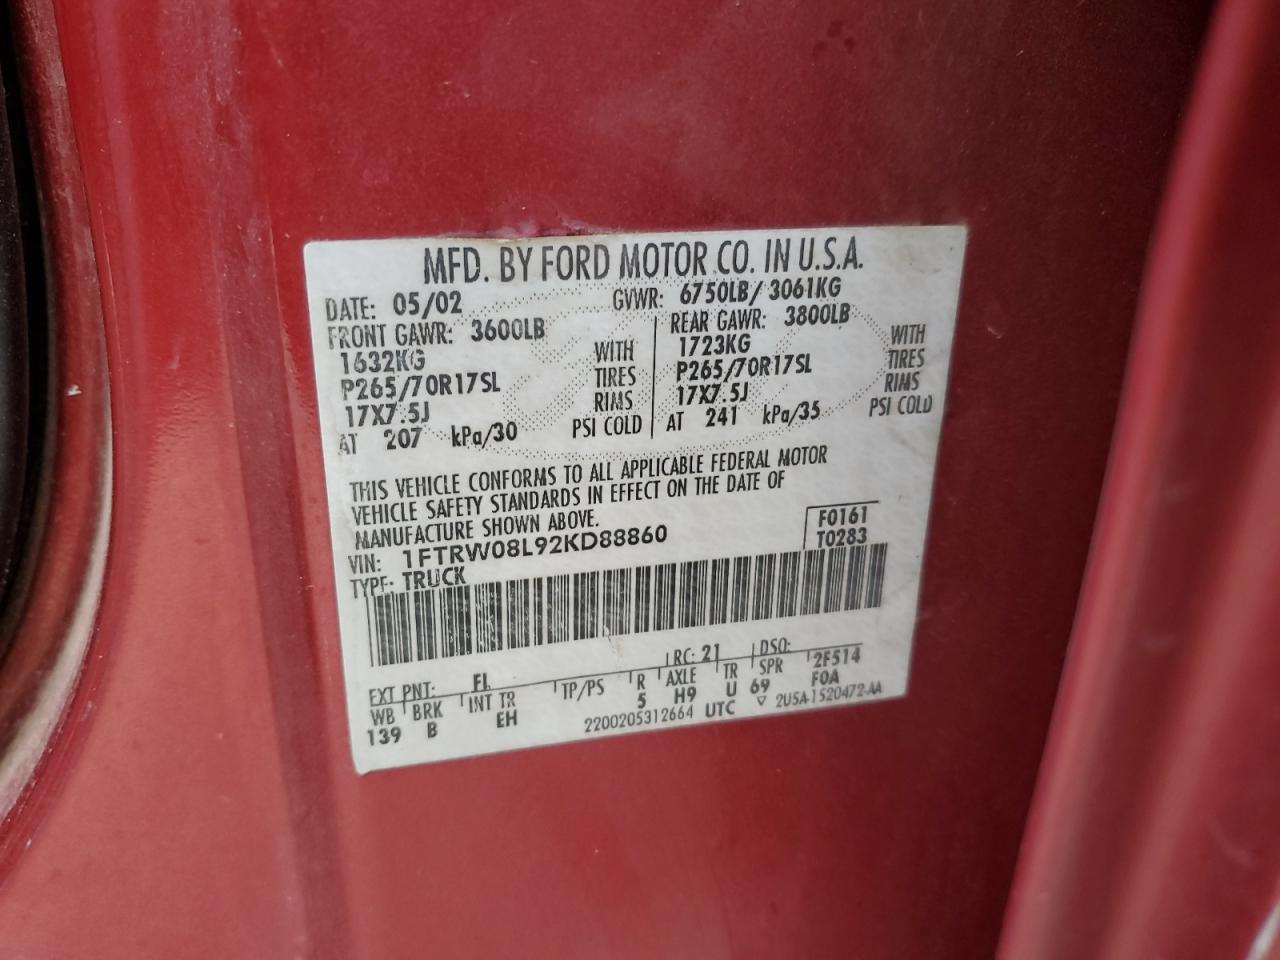 MFD. BY FORD MOTOR CO. IN U.S.A.
DATE: 05/02 GVWR: 6750LB/ 3061KG
FRONT GAWR: 3600LB REAR GAWR: 3800LB
1632KG WITH 1723KG WITH
P265/70R17SL TIRES P265/70R17SL TIRES
17X7.5J RIMS 17X7.5J RIMS
AT 207 kPa/30 PSI COLD AT 241 kPa/35 PSI COLD
THIS VEHICLE CONFORMS TO ALL APPLICABLE FEDERAL MOTOR
VEHICLE SAFETY STANDARDS IN EFFECT ON THE DATE OF
MANUFACTURE SHOWN ABOVE.
VIN: 1FTRW08L92KD88860
F0161
T0283
TYPE: TRUCK
EXT PNT: FL RC: 21 DSO:
WB BRK INT TR TP/PS R AXLE TR SPR 2F514
139 B EH 5 H9 U 69 F0A
2200205312664 UTC ▽ 2U5A-1520472-AA